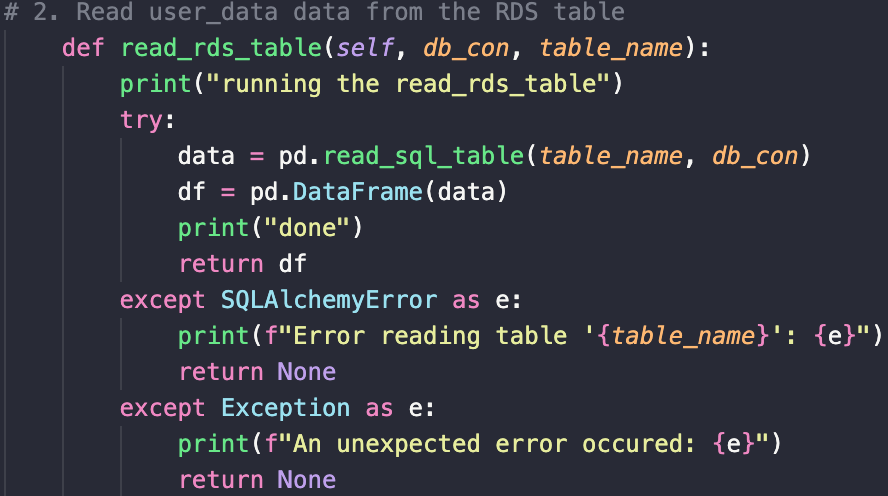 # 2. Read user_data data from the RDS table
def read_rds_table(self, db_con, table_name):
print("running the read_rds_table")
try:
data = pd.read_sql_table(table_name, db_con)
df = pd.DataFrame(data)
print("done")
return df
except SQLAlchemyError as e:
print(f"Error reading table '{table_name}': {e}")
return None
except Exception as e:
print(f"An unexpected error occured: {e}")
return None